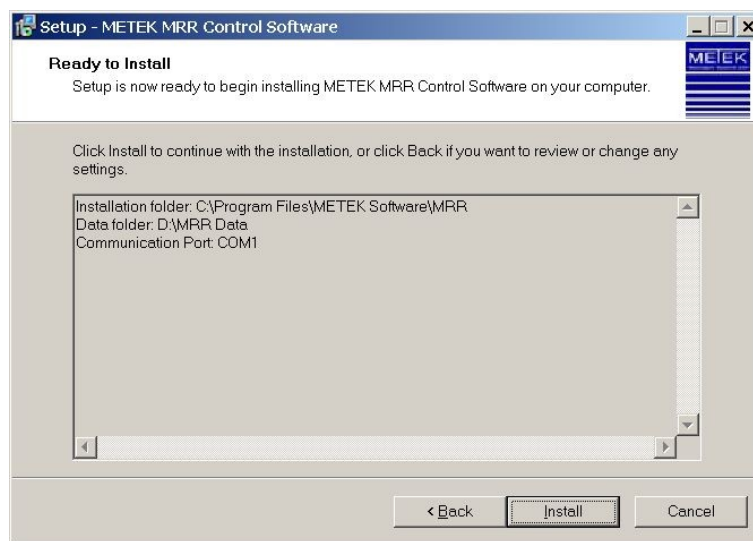 Setup - METEK MRR Control Software
Ready to Install
Setup is now ready to begin installing METEK MRR Control Software on your computer.
METEK
Click Install to continue with the installation, or click Back if you want to review or change any
settings.
Installation folder: C:\Program Files\METEK Software\MRR
Data folder: D:\MRR Data
Communication Port: COM1
< Back
Install
Cancel